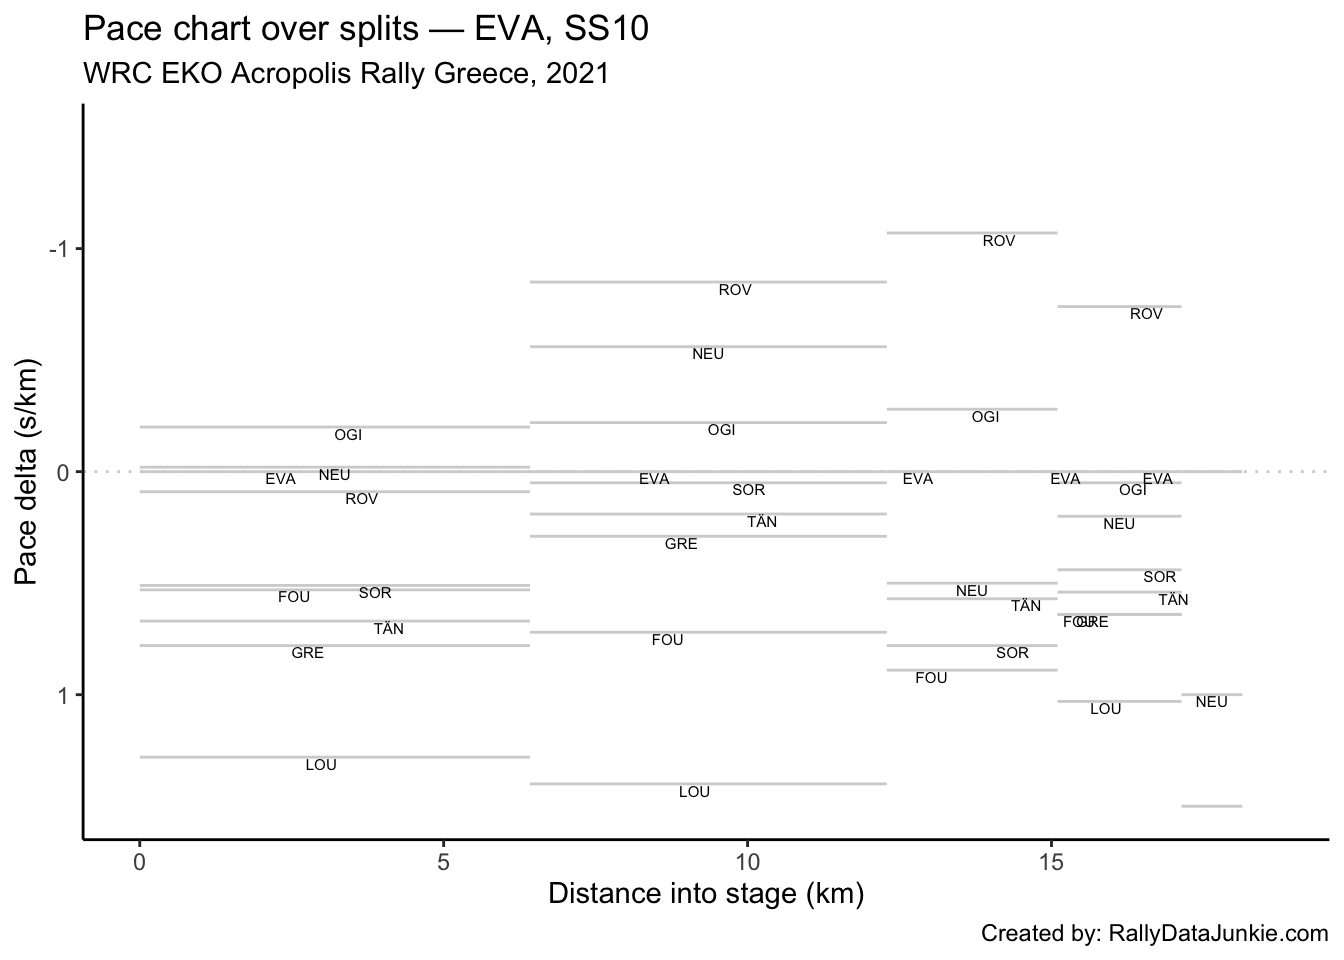 Pace chart over splits — EVA, SS10
WRC EKO Acropolis Rally Greece, 2021
Pace delta (s/km)
-1
0
1
ROV
ROV
ROV
NEU
OGI
OGI
OGI
NEU
EVA
ROV
EVA
SOR
EVA
EVA
EVA
OGI
NEU
TÄN
GRE
SOR
FOU
SOR
NEU
TÄN
TÄN
FOU
GRE
TÄN
GRE
FOU
SOR
FOU
NEU
LOU
LOU
LOU
0 5 10 15
Distance into stage (km)
Created by: RallyDataJunkie.com